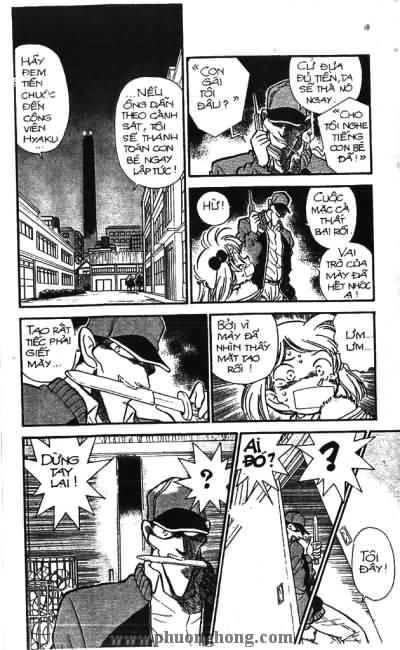 HÃY
ĐEM
TIỀN
CHUỘC
ĐẾN
CÔNG
VIÊN
HYAKU
...
...NẾU
ÔNG DẪN
THEO CẢNH
SÁT, TÔI
SẼ THANH
TOÁN CON
BÉ NGAY
LẬP TỨC!
"CON
GÁI
TÔI
ĐÂU?"
CỨ ĐƯA
ĐỦ TIỀN, TA
SẼ THẢ NÓ
NGAY.
"CHO
TÔI NGHE
TIẾNG
CON BÉ
ĐÃ!"
HỪ!
CUỘC
MẶC CẢ
THẤT
BẠI RỒI.
VAI
TRÒ CỦA
MÀY ĐÃ
HẾT NHÓC
Ạ!
TAO RẤT
TIẾC PHẢI
GIẾT
MÀY...
BỞI VÌ
MÀY ĐÃ
NHÌN THẤY
MẶT TAO
RỒI!
ƯM...
ƯM...
DỪNG
TAY
LẠI!
?
AI
ĐÓ?
?
TÔI
ĐÂY!
www.phuonghong.com